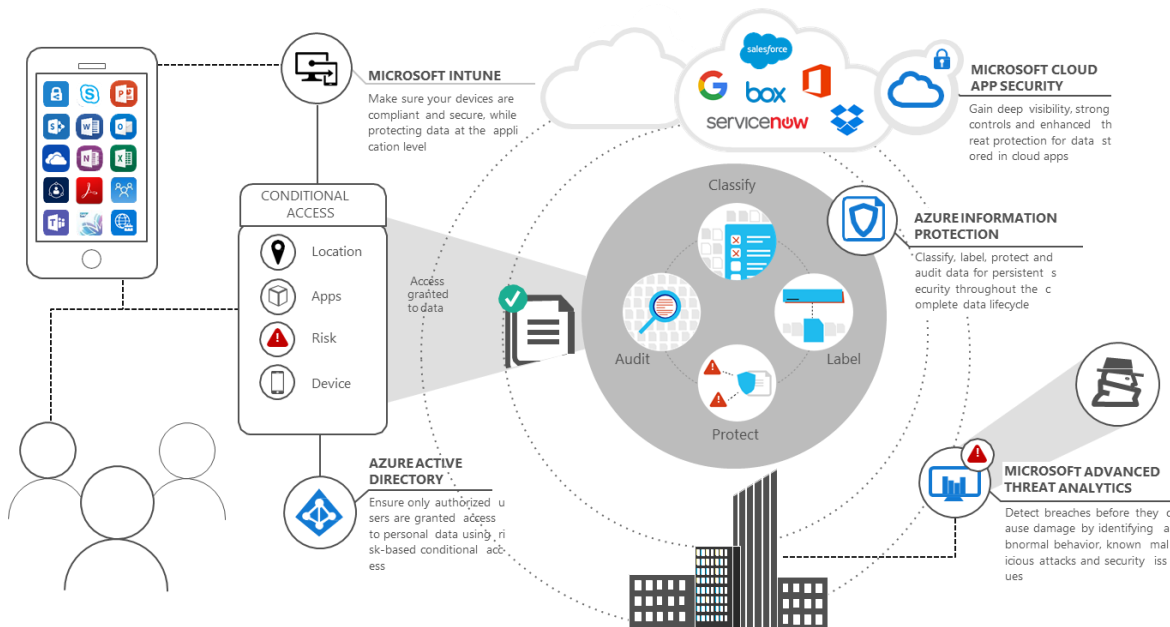 MICROSOFT INTUNE
Make sure your devices are
compliant and secure, while
protecting data at the appli
cation level
salesforce
G
box
servicenow
MICROSOFT CLOUD
APP SECURITY
Gain deep visibility, strong
controls and enhanced th
reat protection for data st
ored in cloud apps
CONDITIONAL
ACCESS
Location
Apps
Risk
Device
Access
granted
to data
Classify
Label
Protect
Audit
AZURE INFORMATION
PROTECTION
Classify, label, protect and
audit data for persistent s
ecurity throughout the c
omplete data lifecycle
AZURE ACTIVE
DIRECTORY
Ensure only authorized u
sers are granted access
to personal data using ri
sk-based conditional acc
ess
MICROSOFT ADVANCED
THREAT ANALYTICS
Detect breaches before they c
ause damage by identifying a
bnormal behavior, known mal
icious attacks and security iss
ues